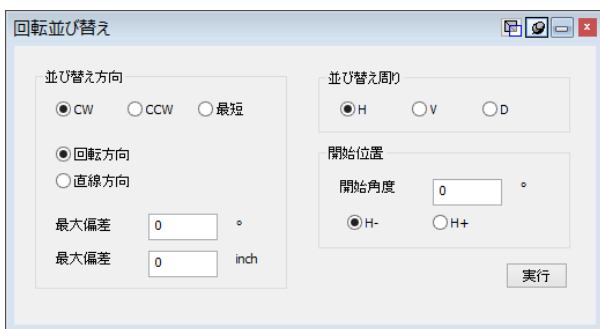 回転並び替え
並び替え方向
CW CCW 最短
回転方向
直線方向
最大偏差 0 °
最大偏差 0 inch
並び替え周り
H V D
開始位置
開始角度 0 °
H- H+
実行